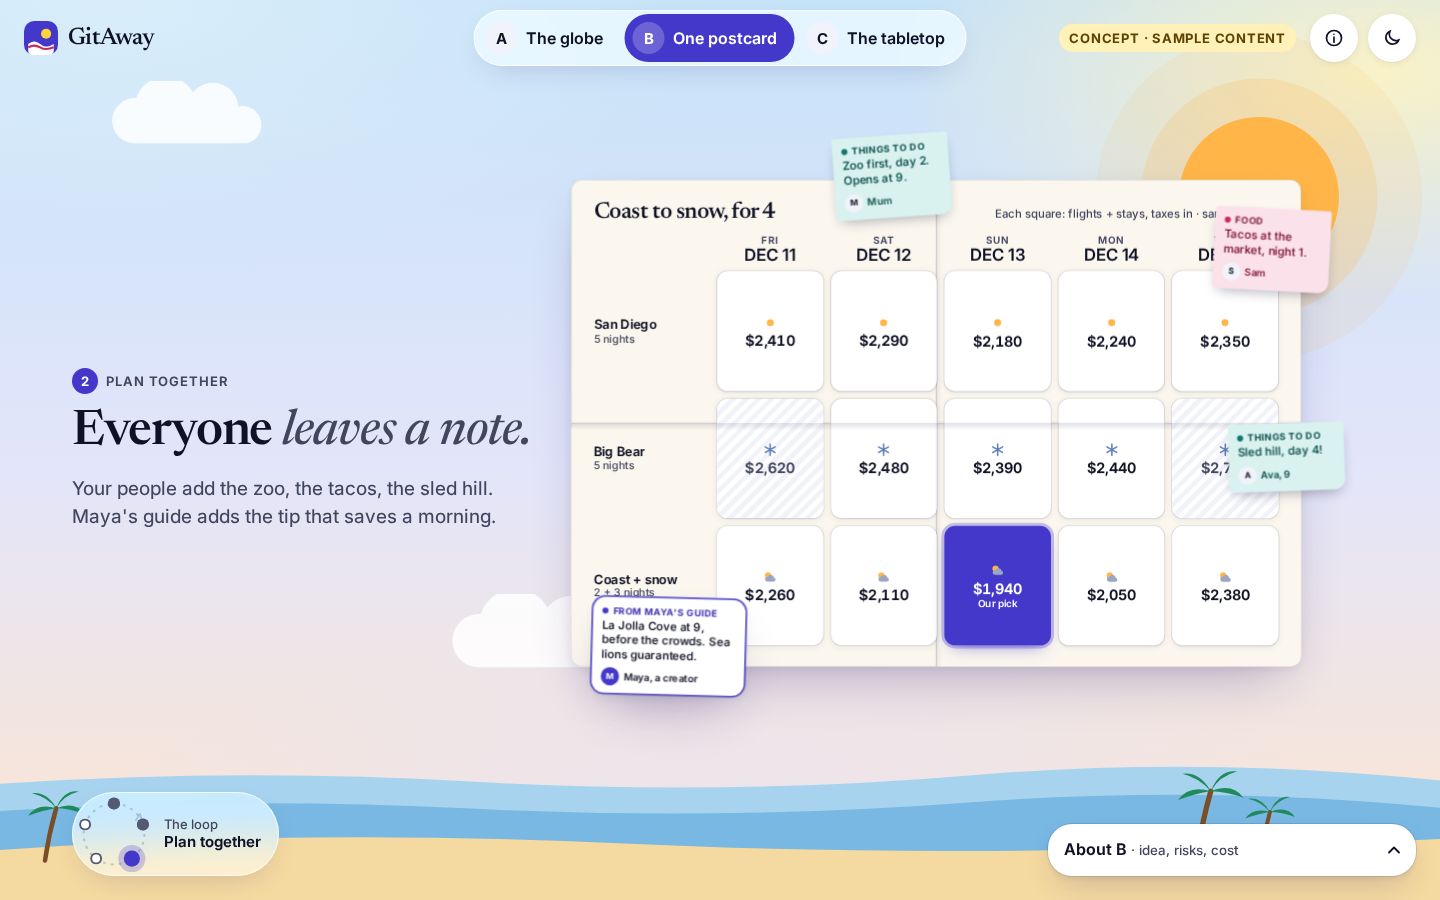 GitAway
A The globe
B One postcard
C The tabletop
CONCEPT · SAMPLE CONTENT
2 PLAN TOGETHER
Everyone leaves a note.
Your people add the zoo, the tacos, the sled hill.
Maya's guide adds the tip that saves a morning.
Coast to snow, for 4
Each square: flights + stays, taxes in
THINGS TO DO
Zoo first, day 2.
Opens at 9.
M Mum
FOOD
Tacos at the
market, night 1.
S Sam
FRI SAT SUN MON
DEC 11 DEC 12 DEC 13 DEC 14
San Diego
5 nights
$2,410 $2,290 $2,180 $2,240 $2,350
Big Bear
5 nights
$2,620 $2,480 $2,390 $2,440
THINGS TO DO
Sled hill, day 4!
A Ava, 9
Coast + snow
2 + 3 nights
$2,260 $2,110 $1,940 $2,050 $2,380
Our pick
FROM MAYA'S GUIDE
La Jolla Cove at 9,
before the crowds. Sea
lions guaranteed.
M Maya, a creator
The loop
Plan together
About B · idea, risks, cost